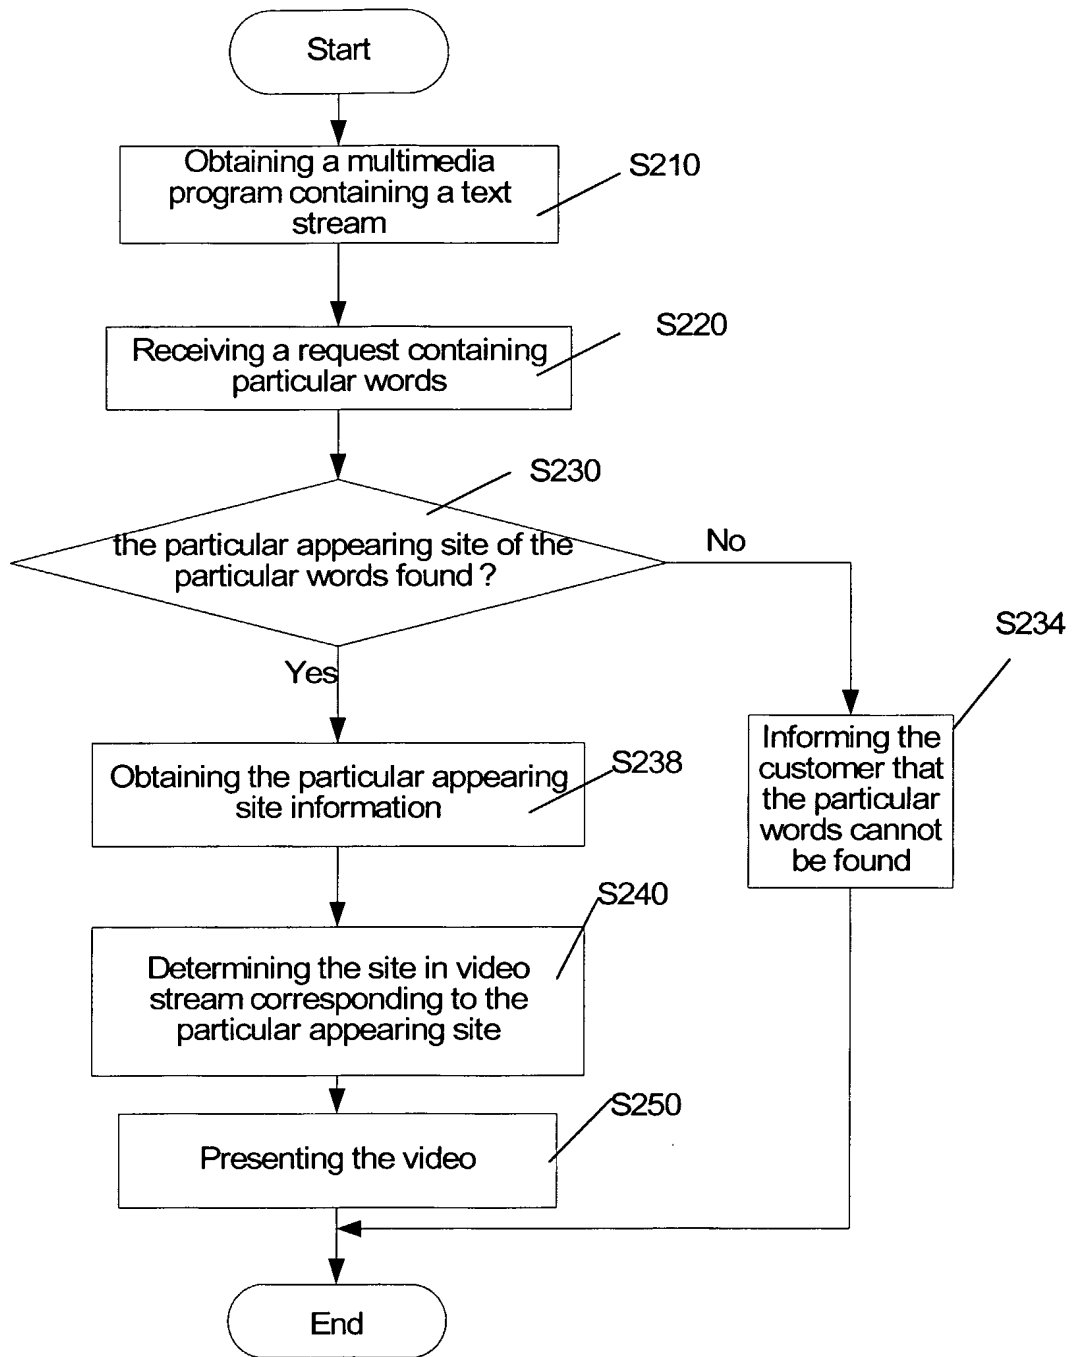 Start
Obtaining a multimedia
program containing a text
stream
S210
Receiving a request containing
particular words
S220
S230
the particular appearing site of the
particular words found ?
No
Yes
S234
Informing the
customer that
the particular
words cannot
be found
Obtaining the particular appearing
site information
S238
S240
Determining the site in video
stream corresponding to the
particular appearing site
S250
Presenting the video
End